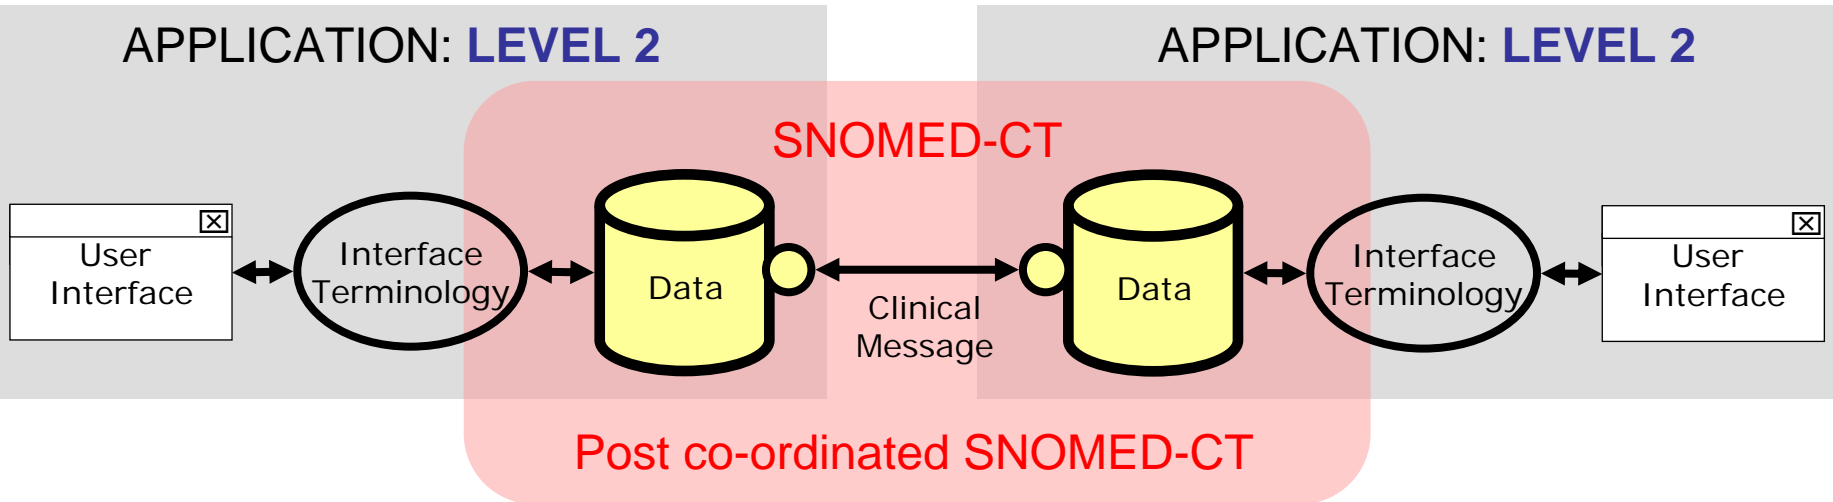 APPLICATION: LEVEL 2
APPLICATION: LEVEL 2
SNOMED-CT
User
Interface
Interface
Terminology
Data
Clinical
Message
Data
Interface
Terminology
User
Interface
Post co-ordinated SNOMED-CT